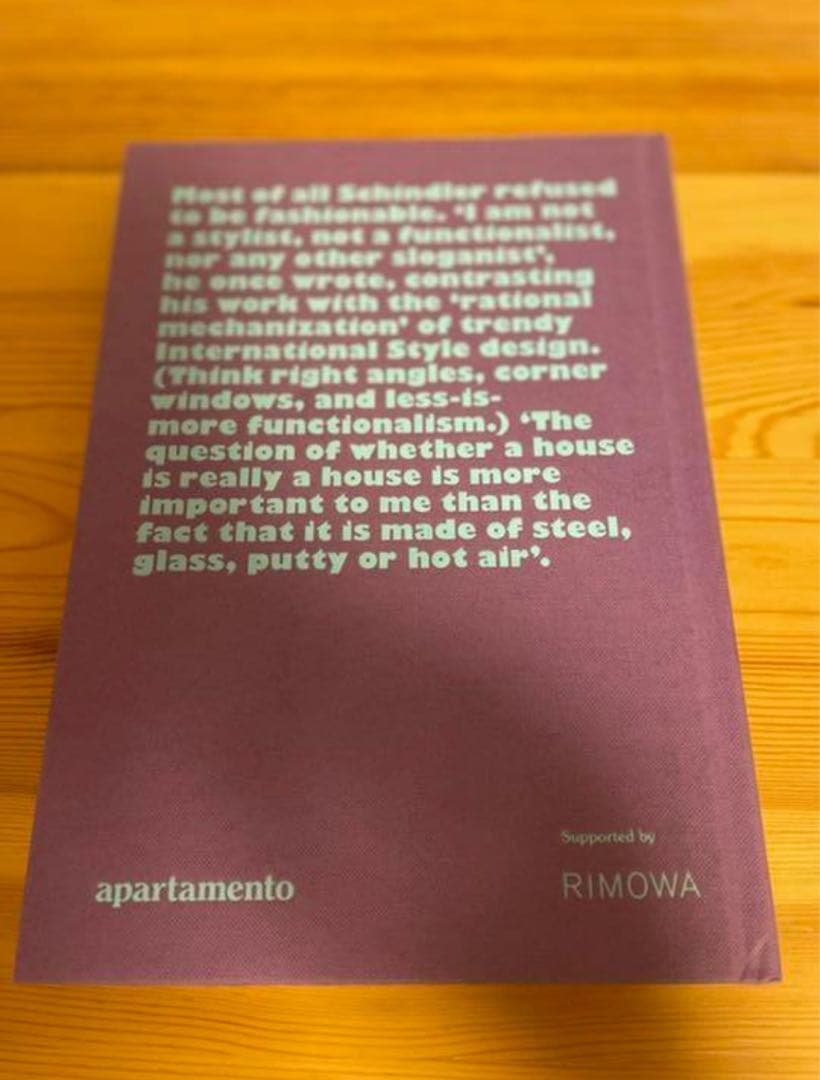 Most of all Schindler refused
to be fashionable. ‘I am not
a stylist, not a functionalist,
nor any other sloganist’,
he once wrote, contrasting
his work with the ‘rational
mechanization’ of trendy
International Style design.
(Think right angles, corner
windows, and less-is-
more functionalism.) ‘The
question of whether a house
is really a house is more
important to me than the
fact that it is made of steel,
glass, putty or hot air’.
Supported by
apartamento
RIMOWA